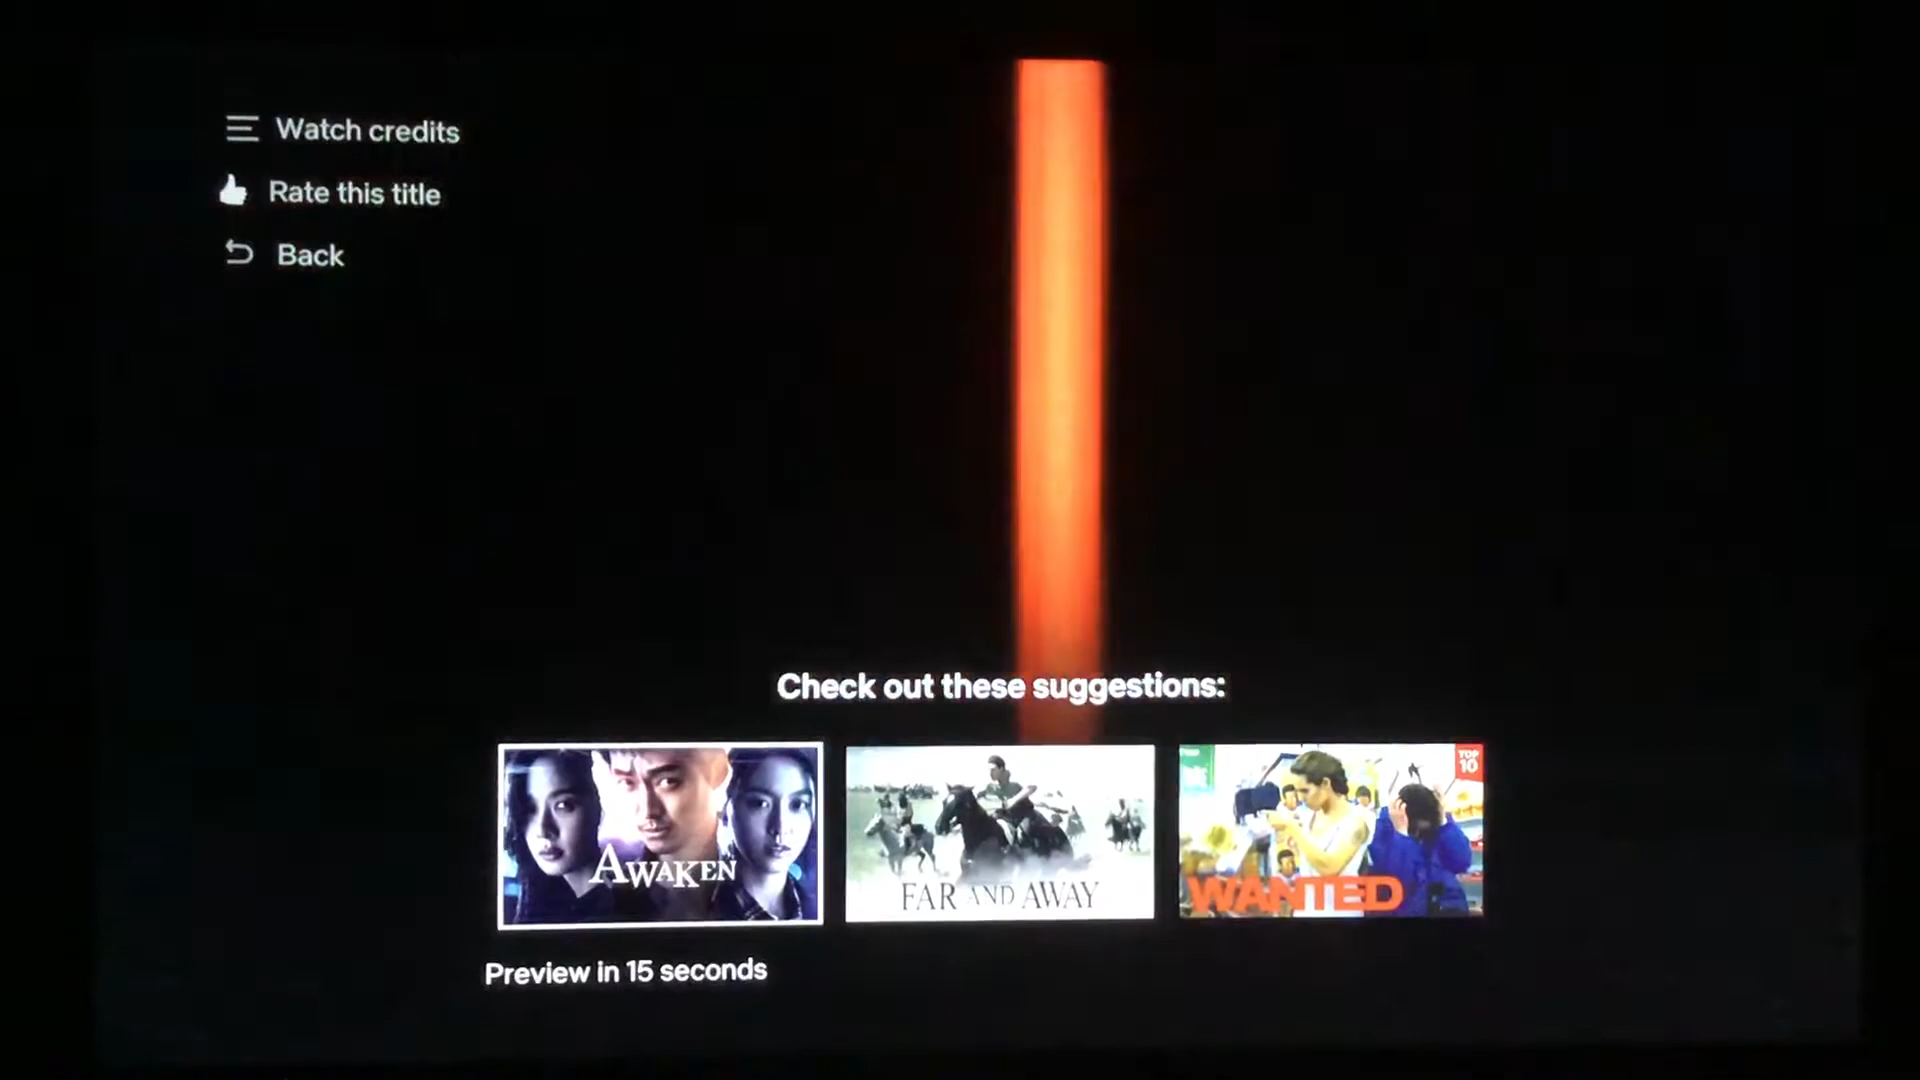 Watch credits
Rate this title
Back
Check out these suggestions:
AWAKEN
FAR AND AWAY
TOP
10
WANTED
Preview in 15 seconds